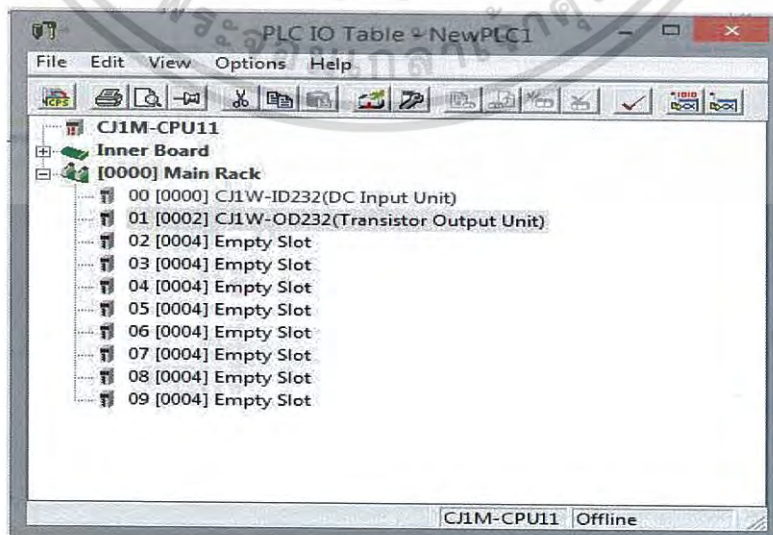 PLC IO Table - NewPLC1
File Edit View Options Help
CJ1M-CPU11
Inner Board
[0000] Main Rack
00 [0000] CJ1W-ID232(DC Input Unit)
01 [0002] CJ1W-OD232(Transistor Output Unit)
02 [0004] Empty Slot
03 [0004] Empty Slot
04 [0004] Empty Slot
05 [0004] Empty Slot
06 [0004] Empty Slot
07 [0004] Empty Slot
08 [0004] Empty Slot
09 [0004] Empty Slot
CJ1M-CPU11 Offline